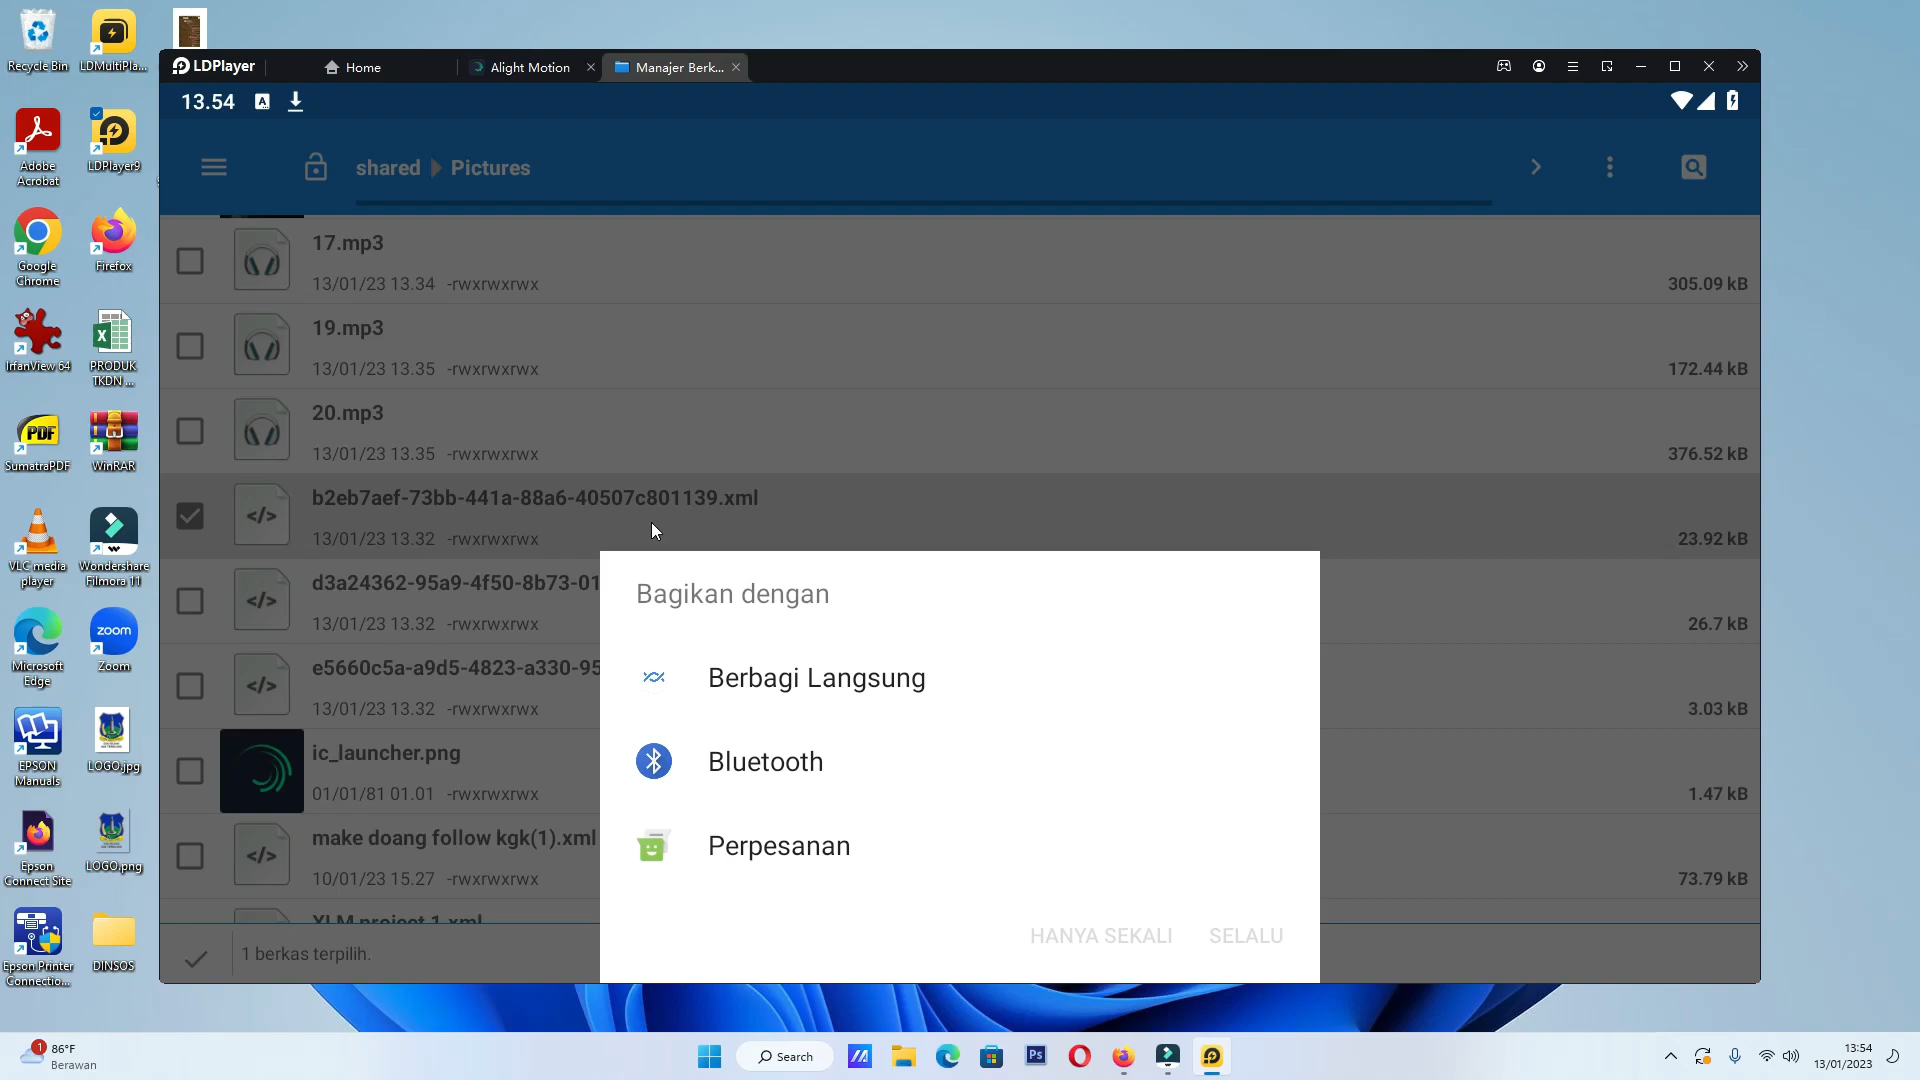 Recycle Bin
LDMultiPla...
Adobe
Acrobat
LDPlayer9
Google
Chrome
Firefox
IrfanView 64
PRODUK
TKDN ...
SumatraPDF
WinRAR
VLC media
player
Wondershare
Filmora 11
Microsoft
Edge
zoom
Zoom
EPSON
Manuals
LOGO.jpg
Epson
Connect Site
LOGO.png
Epson Printer
Connectio...
DINSOS
LDPlayer
Home
Alight Motion
Manajer Berk...
13.54
shared
Pictures
17.mp3
13/01/23 13.34 -rwxrwxrwx
305.09 kB
19.mp3
13/01/23 13.35 -rwxrwxrwx
172.44 kB
20.mp3
13/01/23 13.35 -rwxrwxrwx
376.52 kB
b2eb7aef-73bb-441a-88a6-40507c801139.xml
13/01/23 13.32 -rwxrwxrwx
23.92 kB
d3a24362-95a9-4f50-8b73-01
13/01/23 13.32 -rwxrwxrwx
26.7 kB
e5660c5a-a9d5-4823-a330-95
13/01/23 13.32 -rwxrwxrwx
3.03 kB
ic_launcher.png
01/01/81 01.01 -rwxrwxrwx
1.47 kB
make doang follow kgk(1).xml
10/01/23 15.27 -rwxrwxrwx
73.79 kB
XLM project 1.xml
1 berkas terpilih.
Bagikan dengan
Berbagi Langsung
Bluetooth
Perpesanan
HANYA SEKALI
SELALU
1
86°F
Berawan
Search
Ps
13:54
13/01/2023